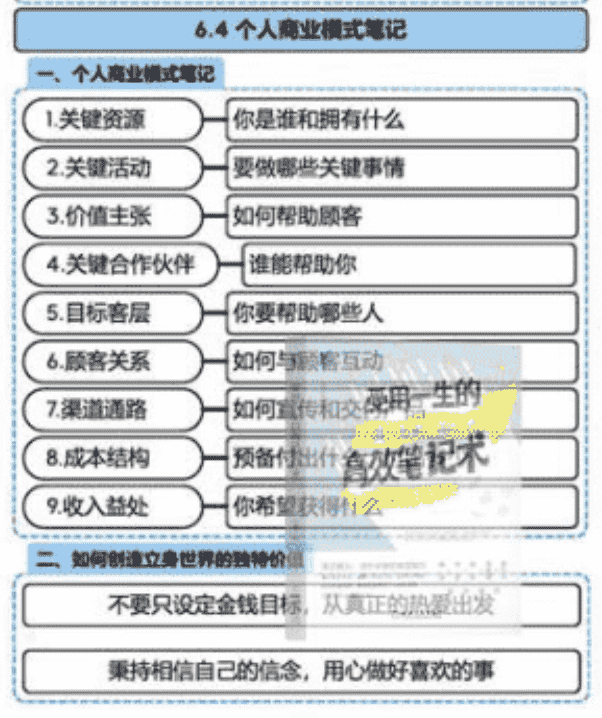 6.4 个人商业模式笔记
一、个人商业模式笔记
1.关键资源 你是谁和拥有什么
2.关键活动 要做哪些关键事情
3.价值主张 如何帮助顾客
4.关键合作伙伴 谁能帮助你
5.目标客层 你要帮助哪些人
6.顾客关系 如何与顾客互动
7.渠道通路 如何宣传和交
8.成本结构 预备付出什
9.收入益处 你希望获得什么
受用一生的
高效笔记术
二、如何创造立身世界的独特价值
不要只设定金钱目标，从真正的热爱出发
秉持相信自己的信念，用心做好喜欢的事